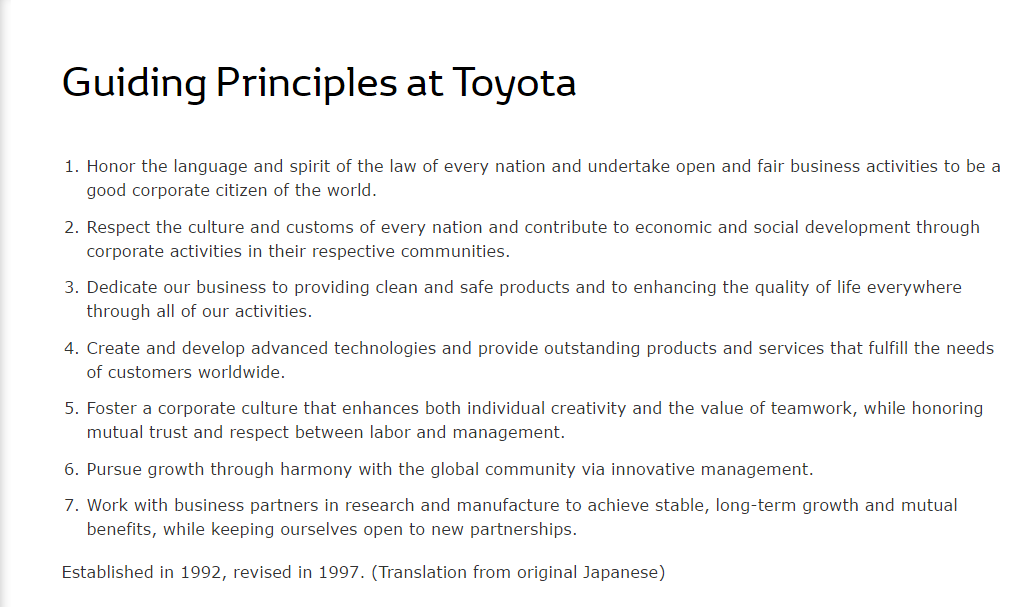 Guiding Principles at Toyota
1. Honor the language and spirit of the law of every nation and undertake open and fair business activities to be a
good corporate citizen of the world.
2. Respect the culture and customs of every nation and contribute to economic and social development through
corporate activities in their respective communities.
3. Dedicate our business to providing clean and safe products and to enhancing the quality of life everywhere
through all of our activities.
4. Create and develop advanced technologies and provide outstanding products and services that fulfill the needs
of customers worldwide.
5. Foster a corporate culture that enhances both individual creativity and the value of teamwork, while honoring
mutual trust and respect between labor and management.
6. Pursue growth through harmony with the global community via innovative management.
7. Work with business partners in research and manufacture to achieve stable, long-term growth and mutual
benefits, while keeping ourselves open to new partnerships.
Established in 1992, revised in 1997. (Translation from original Japanese)